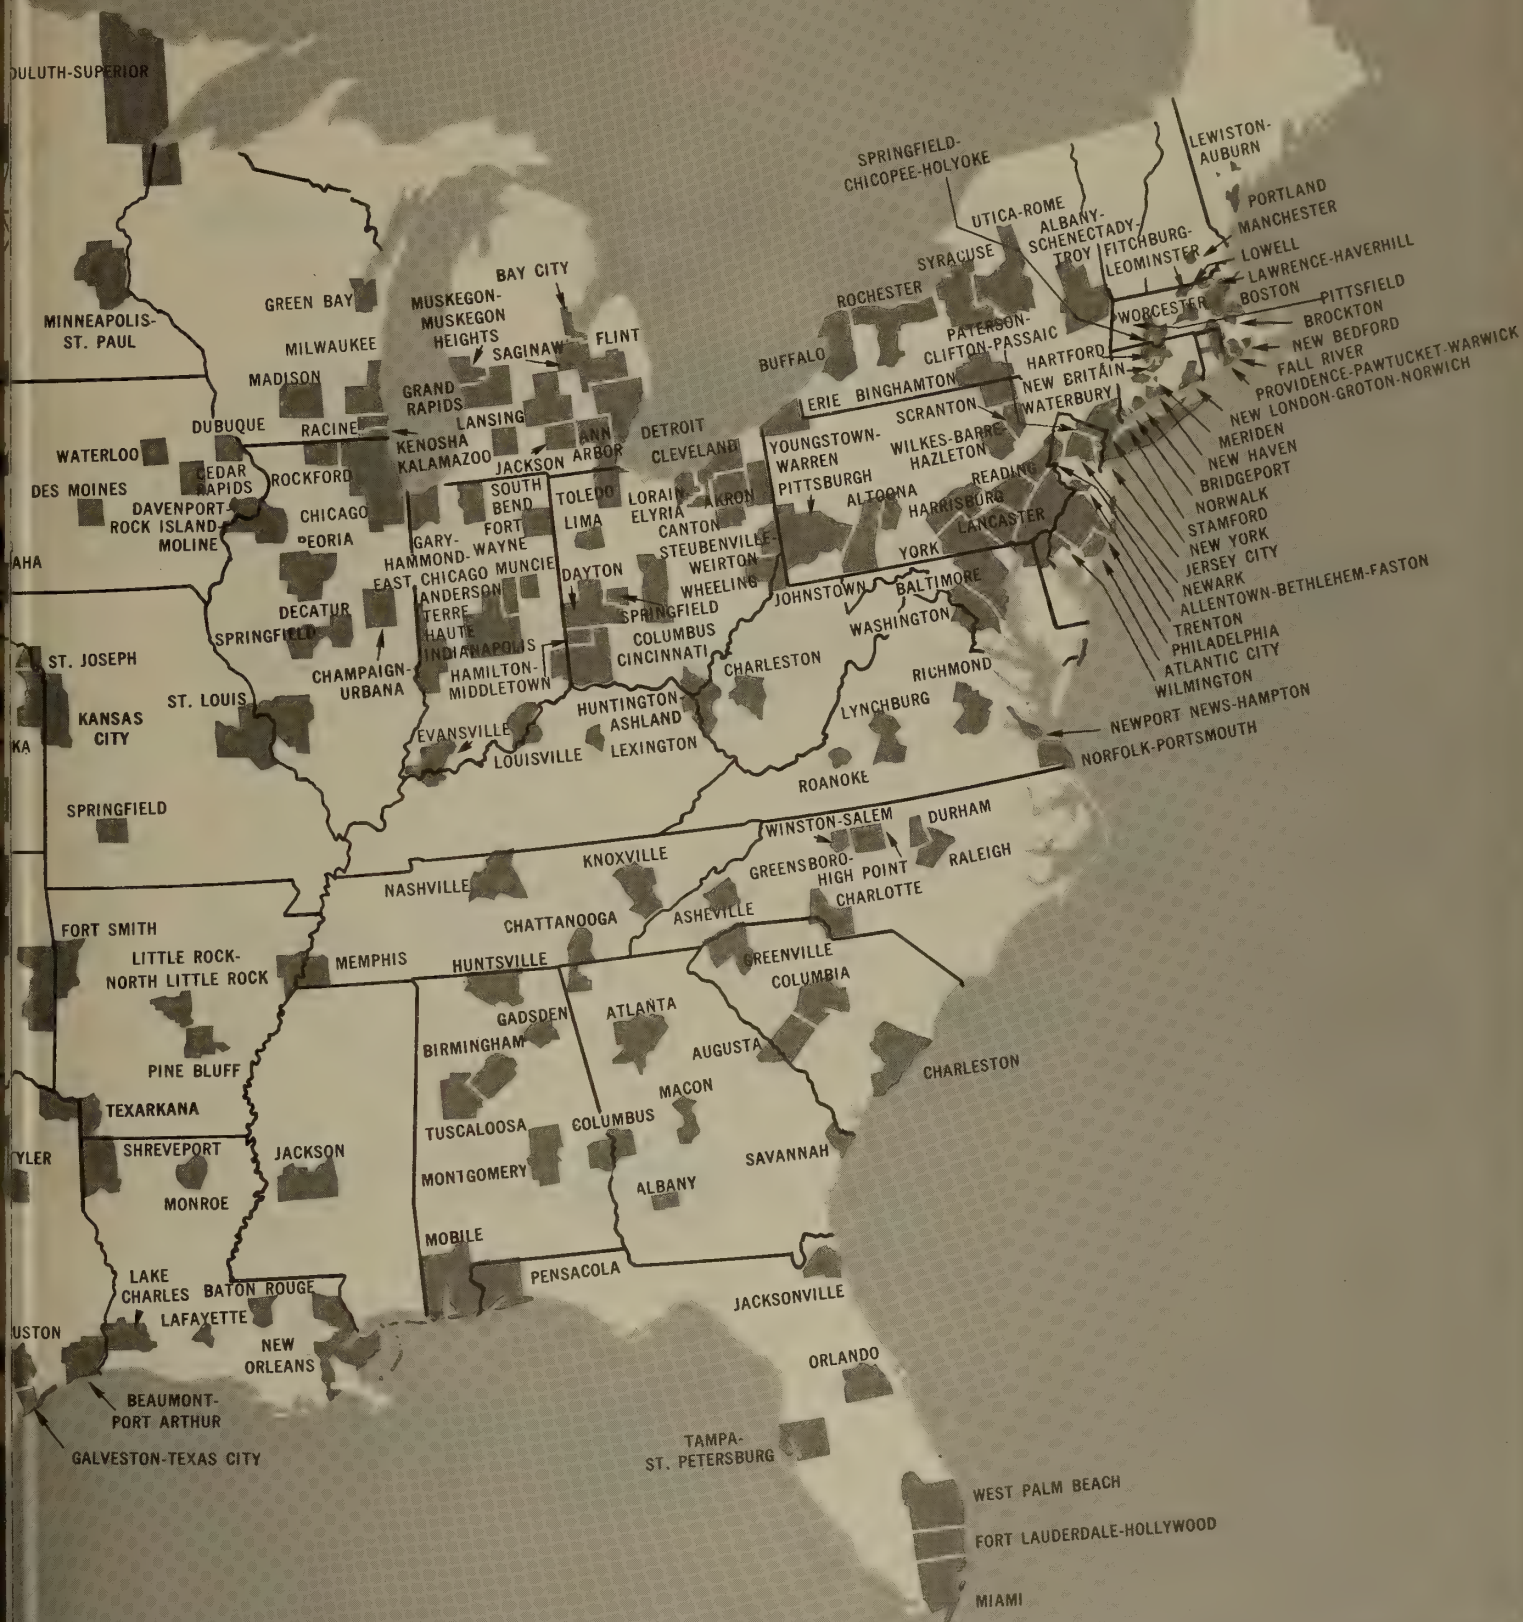 DULUTH-SUPERIOR
MINNEAPOLIS-
ST. PAUL
GREEN BAY
MILWAUKEE
MADISON
DUBUQUE
RACINE
KENOSHA
WATERLOO
CEDAR
RAPIDS
ROCKFORD
DES MOINES
DAVENPORT-
ROCK ISLAND-
MOLINE
CHICAGO
PEORIA
AHA
DECATUR
SPRINGFIELD
CHAMPAIGN-
URBANA
ST. JOSEPH
KANSAS
CITY
KA
ST. LOUIS
SPRINGFIELD
BAY CITY
MUSKEGON-
MUSKEGON
HEIGHTS
SAGINAW
FLINT
GRAND
RAPIDS
LANSING
KALAMAZOO
JACKSON
ANN
ARBOR
DETROIT
SOUTH
BEND
FORT
WAYNE
GARY-
HAMMOND-
EAST CHICAGO
MUNCIE
ANDERSON
TERRE
HAUTE
INDIANAPOLIS
HAMILTON-
MIDDLETOWN
EVANSVILLE
LOUISVILLE
TOLEDO
LIMA
CLEVELAND
LORAIN-
ELYRIA
AKRON
CANTON
STEUBENVILLE-
WEIRTON
WHEELING
DAYTON
SPRINGFIELD
COLUMBUS
CINCINNATI
HUNTINGTON-
ASHLAND
LEXINGTON
CHARLESTON
YOUNGSTOWN-
WARREN
PITTSBURGH
ERIE
BUFFALO
ROCHESTER
SYRACUSE
UTICA-ROME
ALBANY-
SCHENECTADY-
TROY
SPRINGFIELD-
CHICOPEE-HOLYOKE
FITCHBURG-
LEOMINSTER
WORCESTER
PATERSON-
CLIFTON-PASSAIC
HARTFORD
NEW BRITAIN
WATERBURY
BINGHAMTON
SCRANTON
WILKES-BARRE-
HAZLETON
READING
ALTOONA
HARRISBURG
LANCASTER
YORK
JOHNSTOWN
BALTIMORE
WASHINGTON
LEWISTON-
AUBURN
PORTLAND
MANCHESTER
LOWELL
LAWRENCE-HAVERHILL
BOSTON
PITTSFIELD
BROCKTON
NEW BEDFORD
FALL RIVER
PROVIDENCE-PAWTUCKET-WARWICK
NEW LONDON-GROTON-NORWICH
MERIDEN
NEW HAVEN
BRIDGEPORT
NORWALK
STAMFORD
NEW YORK
JERSEY CITY
NEWARK
ALLENTOWN-BETHLEHEM-EASTON
TRENTON
PHILADELPHIA
ATLANTIC CITY
WILMINGTON
RICHMOND
LYNCHBURG
ROANOKE
NEWPORT NEWS-HAMPTON
NORFOLK-PORTSMOUTH
WINSTON-SALEM
DURHAM
GREENSBORO-
HIGH POINT
RALEIGH
CHARLOTTE
ASHEVILLE
KNOXVILLE
NASHVILLE
CHATTANOOGA
MEMPHIS
HUNTSVILLE
GREENVILLE
COLUMBIA
FORT SMITH
LITTLE ROCK-
NORTH LITTLE ROCK
PINE BLUFF
TEXARKANA
GADSDEN
BIRMINGHAM
ATLANTA
AUGUSTA
CHARLESTON
MACON
TUSCALOOSA
COLUMBUS
MONTGOMERY
ALBANY
SAVANNAH
YLER
SHREVEPORT
MONROE
JACKSON
MOBILE
PENSACOLA
JACKSONVILLE
LAKE
CHARLES
BATON ROUGE
LAFAYETTE
NEW
ORLEANS
USTON
BEAUMONT-
PORT ARTHUR
GALVESTON-TEXAS CITY
ORLANDO
TAMPA-
ST. PETERSBURG
WEST PALM BEACH
FORT LAUDERDALE-HOLLYWOOD
MIAMI